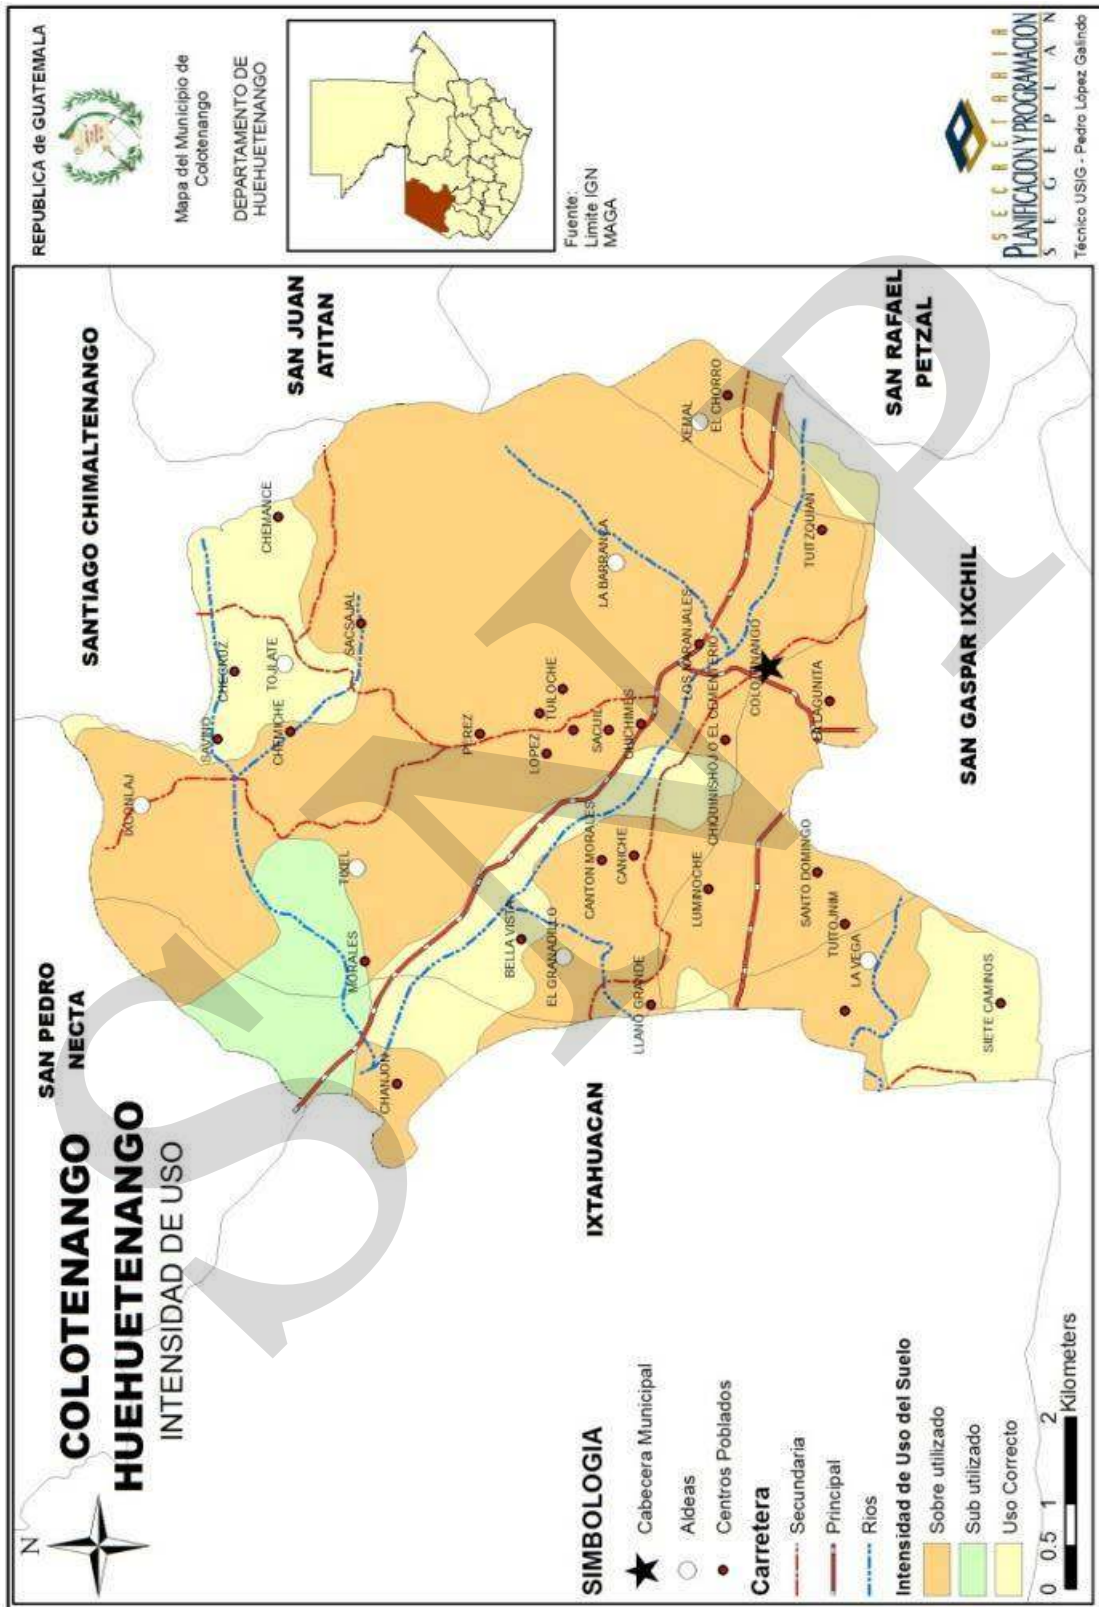 COLOTENANGO
HUEHUETENANGO
INTENSIDAD DE USO
N
SAN PEDRO
NECTA
SANTIAGO CHIMALTENANGO
SAN JUAN
ATITAN
IXTAHUACAN
SAN GASPAR IXCHIL
SAN RAFAEL
PETZAL
IXCONLAJ
SAVINO
CHECRUZ
CHEMICHE
TOJLATE
CHEMANCE
SACSAJAL
TIXEL
MORALES
CHANJON
PEREZ
LOPEZ
TUILOCHE
SACUIL
CHICHIMES
LA BARRANCA
XEMAL
EL CHORRO
BELLA VISTA
EL GRANADILLO
CANTON MORALES
CANICHE
LLANO GRANDE
LUMINOCHE
CHIQUINISHOJ O EL CEMENTERIO
LOS NARANJALES
COLOTENANGO
LA LAGUNITA
TUITZQUIAN
SANTO DOMINGO
TUITOJNIM
LA VEGA
SIETE CAMINOS
SIMBOLOGIA
Cabecera Municipal
Aldeas
Centros Poblados
Carretera
Secundaria
Principal
Rios
Intensidad de Uso del Suelo
Sobre utilizado
Sub utilizado
Uso Correcto
0 0.5 1 2
Kilometers
REPUBLICA de GUATEMALA
Mapa del Municipio de
Colotenango
DEPARTAMENTO DE
HUEHUETENANGO
Fuente:
Limite IGN
MAGA
SECRETARIA
PLANIFICACION Y PROGRAMACION
SEGEPLAN
Técnico USIG - Pedro López Galindo
SNIP